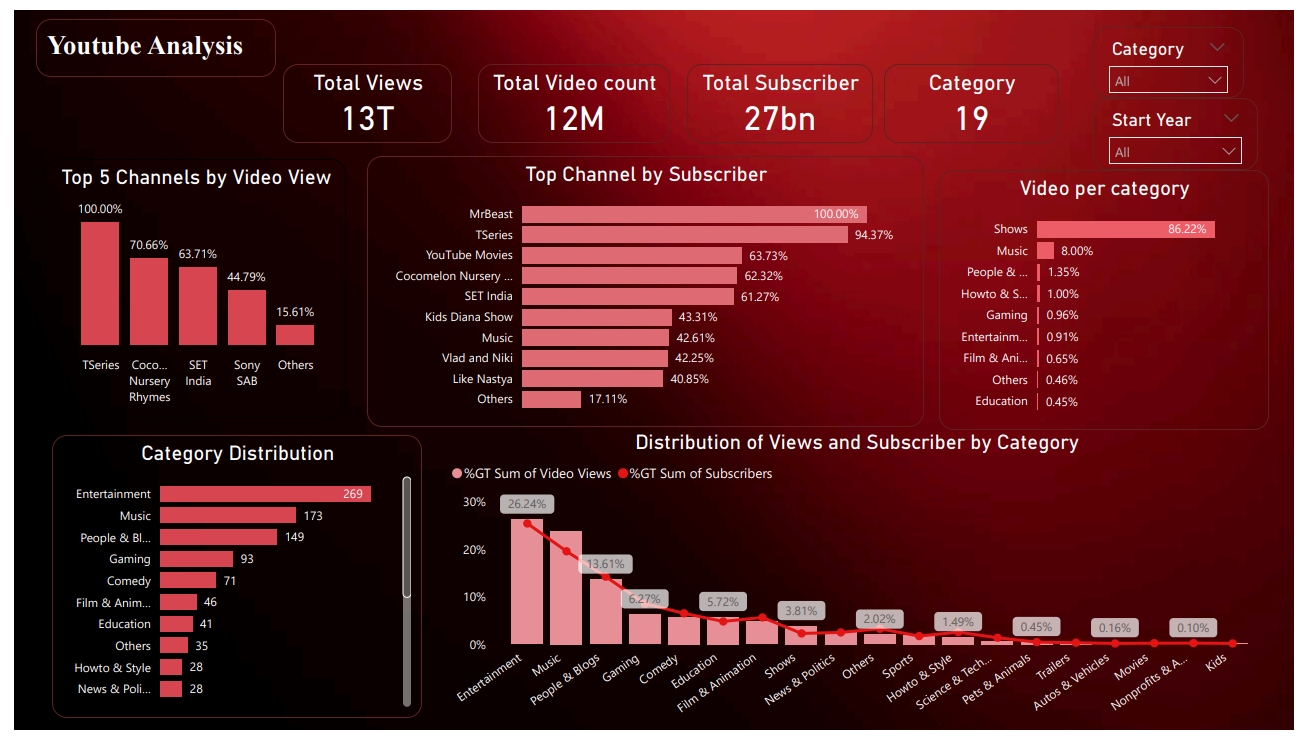 Youtube Analysis
Total Views
13T
Total Video count
12M
Total Subscriber
27bn
Category
19
Category
All
Start Year
All
Top 5 Channels by Video View
100.00%
70.66%
63.71%
44.79%
15.61%
TSeries
Coco...
Nursery
Rhymes
SET
India
Sony
SAB
Others
Top Channel by Subscriber
MrBeast 100.00%
TSeries 94.37%
YouTube Movies 63.73%
Cocomelon Nursery ... 62.32%
SET India 61.27%
Kids Diana Show 43.31%
Music 42.61%
Vlad and Niki 42.25%
Like Nastya 40.85%
Others 17.11%
Video per category
Shows 86.22%
Music 8.00%
People & ... 1.35%
Howto & S... 1.00%
Gaming 0.96%
Entertainm... 0.91%
Film & Ani... 0.65%
Others 0.46%
Education 0.45%
Category Distribution
Entertainment 269
Music 173
People & Bl... 149
Gaming 93
Comedy 71
Film & Anim... 46
Education 41
Others 35
Howto & Style 28
News & Poli... 28
Distribution of Views and Subscriber by Category
%GT Sum of Video Views %GT Sum of Subscribers
30%
20%
10%
0%
26.24%
13.61%
6.27%
5.72%
3.81%
2.02%
1.49%
0.45%
0.16%
0.10%
Entertainment
Music
People & Blogs
Gaming
Comedy
Education
Film & Animation
Shows
News & Politics
Others
Sports
Howto & Style
Science & Tech...
Pets & Animals
Trailers
Autos & Vehicles
Movies
Nonprofits & A...
Kids